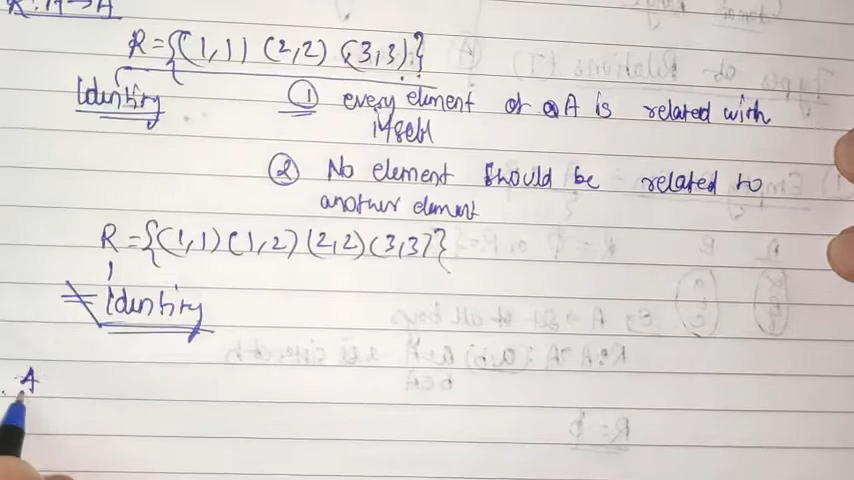 R: A→A
R={(1,1) (2,2) (3,3)}
Identity ① every element of A is related with
itself
② No element should be related to
another element
R={(1,1)(1,2)(2,2)(3,3)}
≠ Identity
A